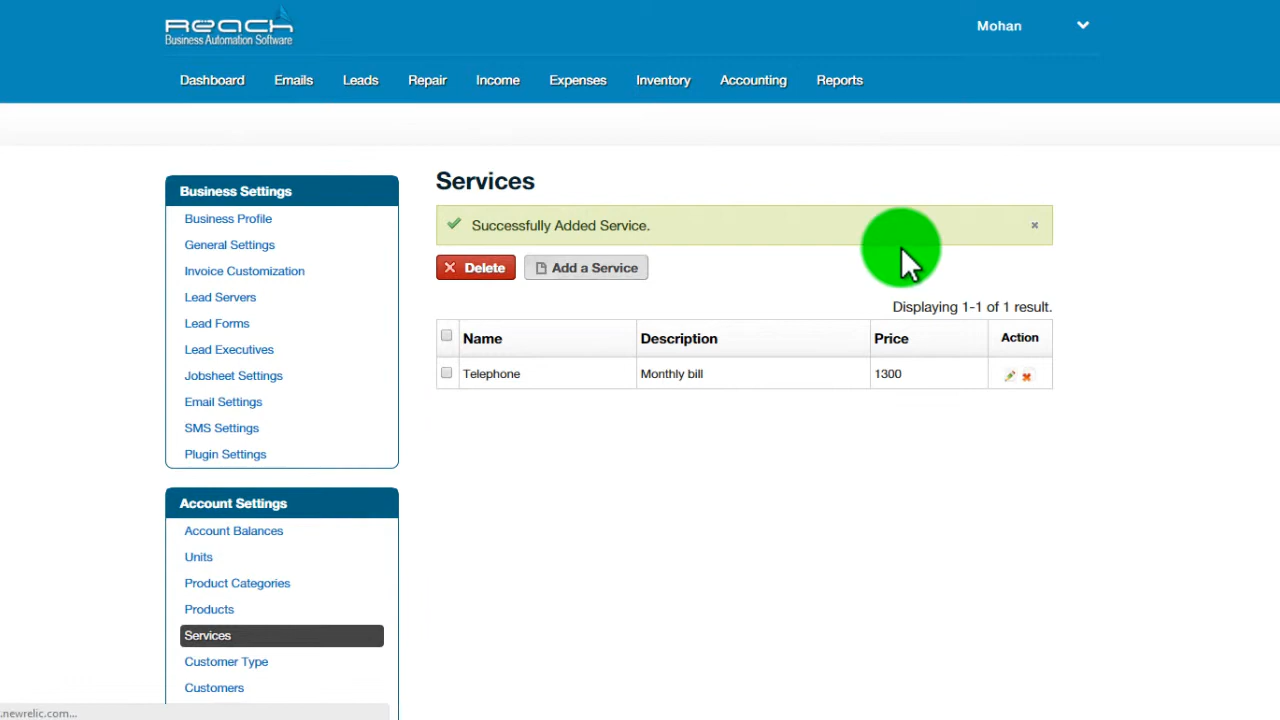 Reach
Business Automation Software
Mohan
Dashboard Emails Leads Repair Income Expenses Inventory Accounting Reports
Business Settings
Business Profile
General Settings
Invoice Customization
Lead Servers
Lead Forms
Lead Executives
Jobsheet Settings
Email Settings
SMS Settings
Plugin Settings
Account Settings
Account Balances
Units
Product Categories
Products
Services
Customer Type
Customers
Services
Successfully Added Service.
×
Delete Add a Service
Displaying 1-1 of 1 result.
Name Description Price Action
Telephone Monthly bill 1300
.newrelic.com...